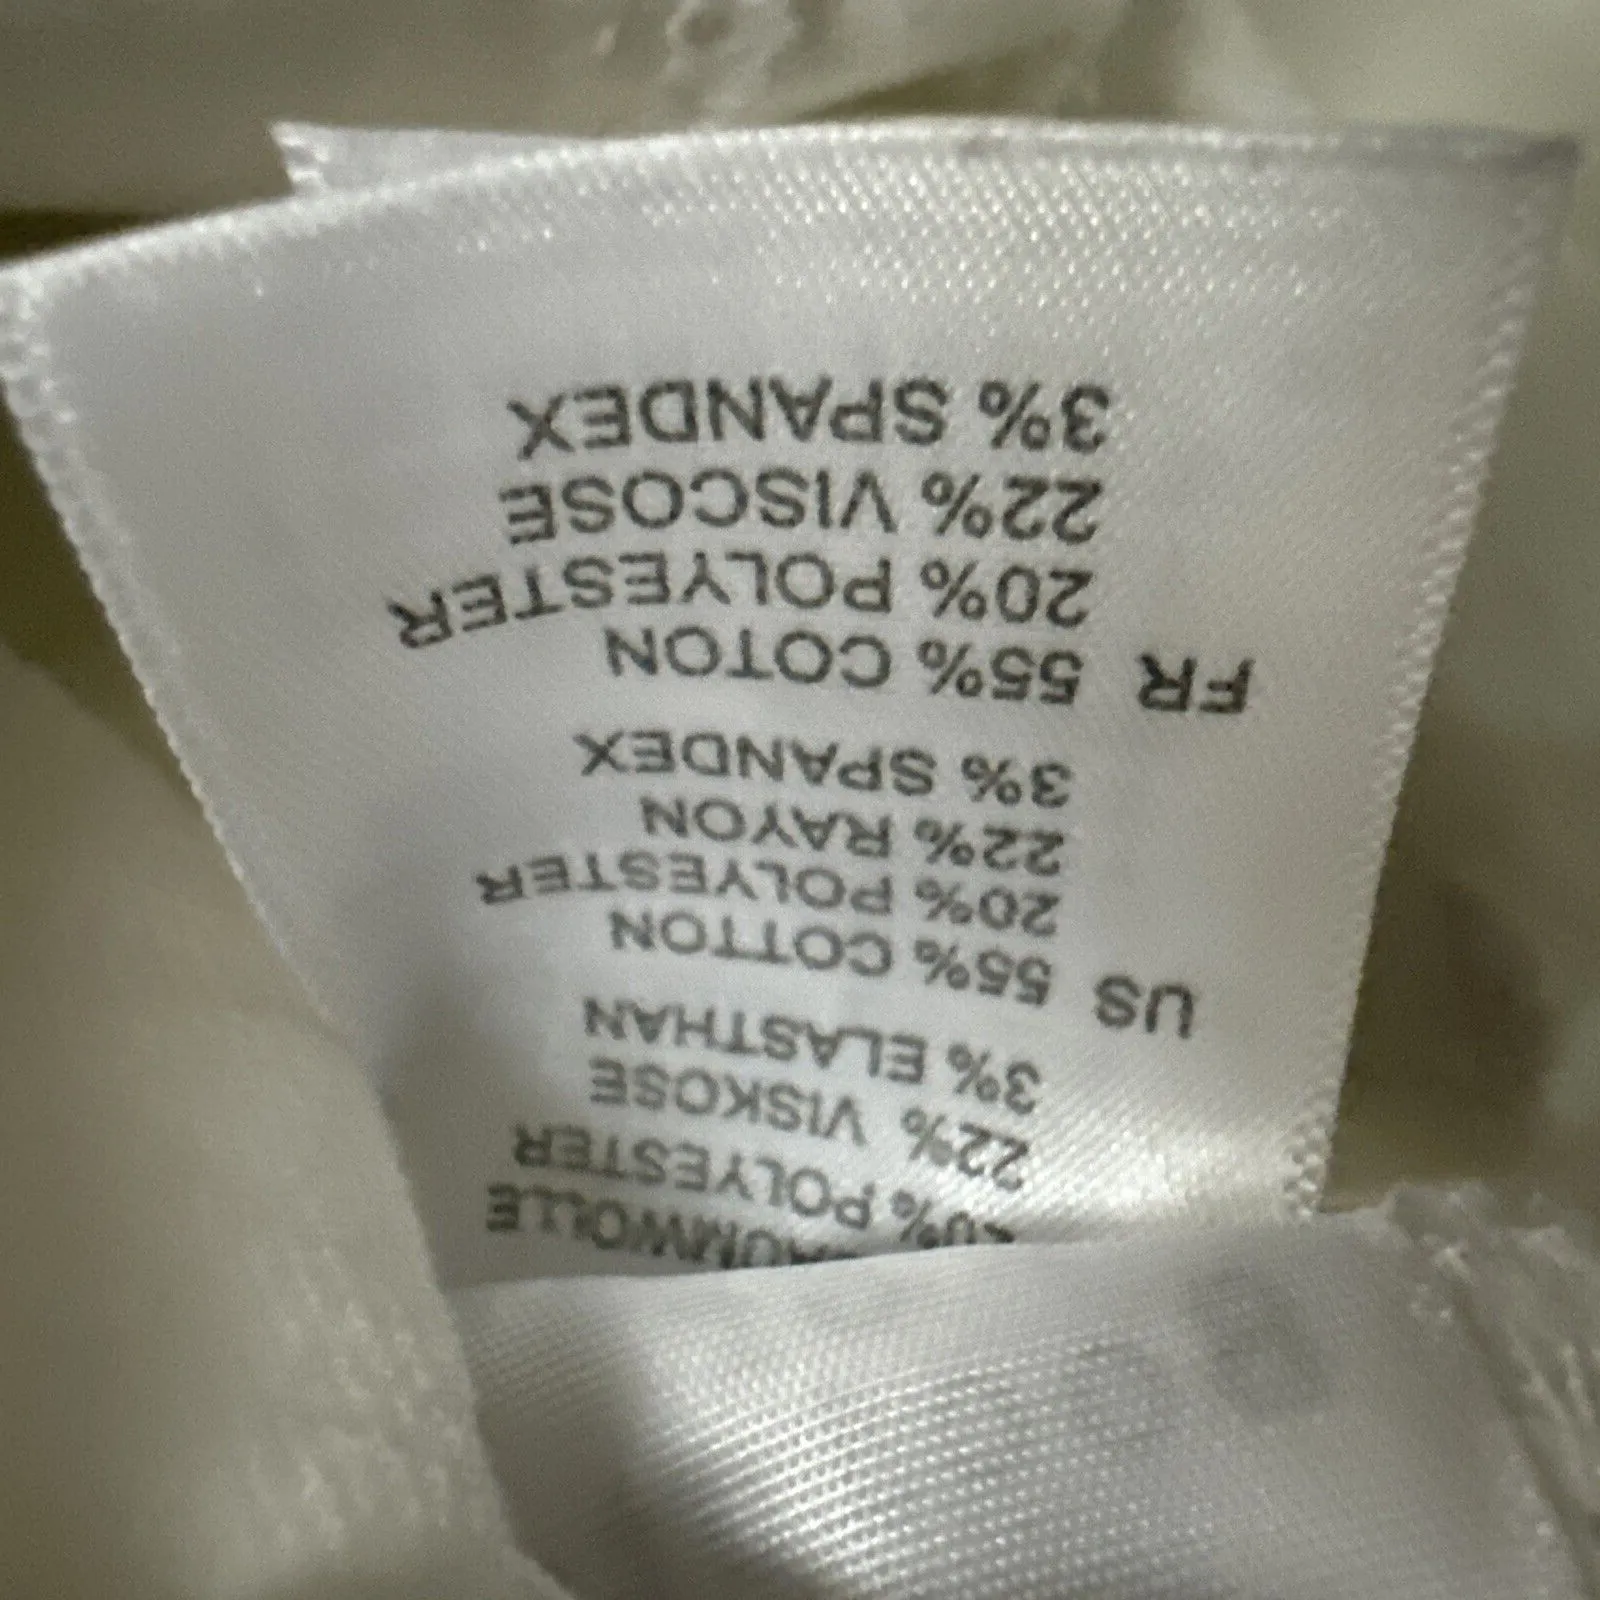 BAUMWOLLE
20% POLYESTER
22% VISKOSE
3% ELASTHAN
US 55% COTTON
20% POLYESTER
22% RAYON
3% SPANDEX
FR 55% COTON
20% POLYESTER
22% VISCOSE
3% SPANDEX